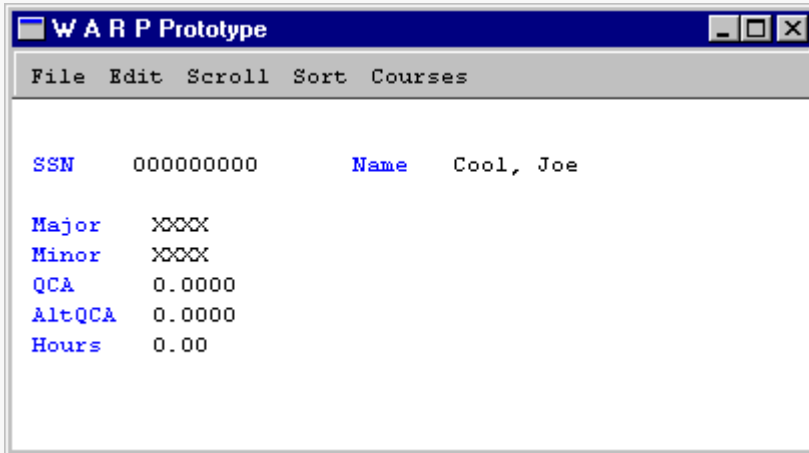 W A R P Prototype
File Edit Scroll Sort Courses
SSN 000000000 Name Cool, Joe
Major XXXX
Minor XXXX
QCA 0.0000
AltQCA 0.0000
Hours 0.00